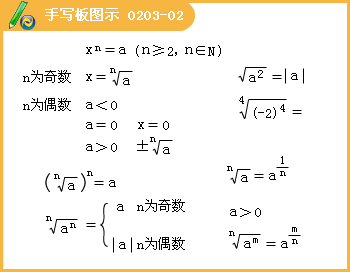 手写板图示 0203-02
xⁿ=a (n≥2, n∈N)
n为奇数 x=ⁿ√a
√a² =|a|
n为偶数 a<0
a=0 x=0
a>0 ±ⁿ√a
⁴√(-2)⁴ =
(ⁿ√a)ⁿ=a
ⁿ√a=a^(1/n)
ⁿ√aⁿ = { a n为奇数
|a| n为偶数
a>0
ⁿ√aᵐ=a^(m/n)